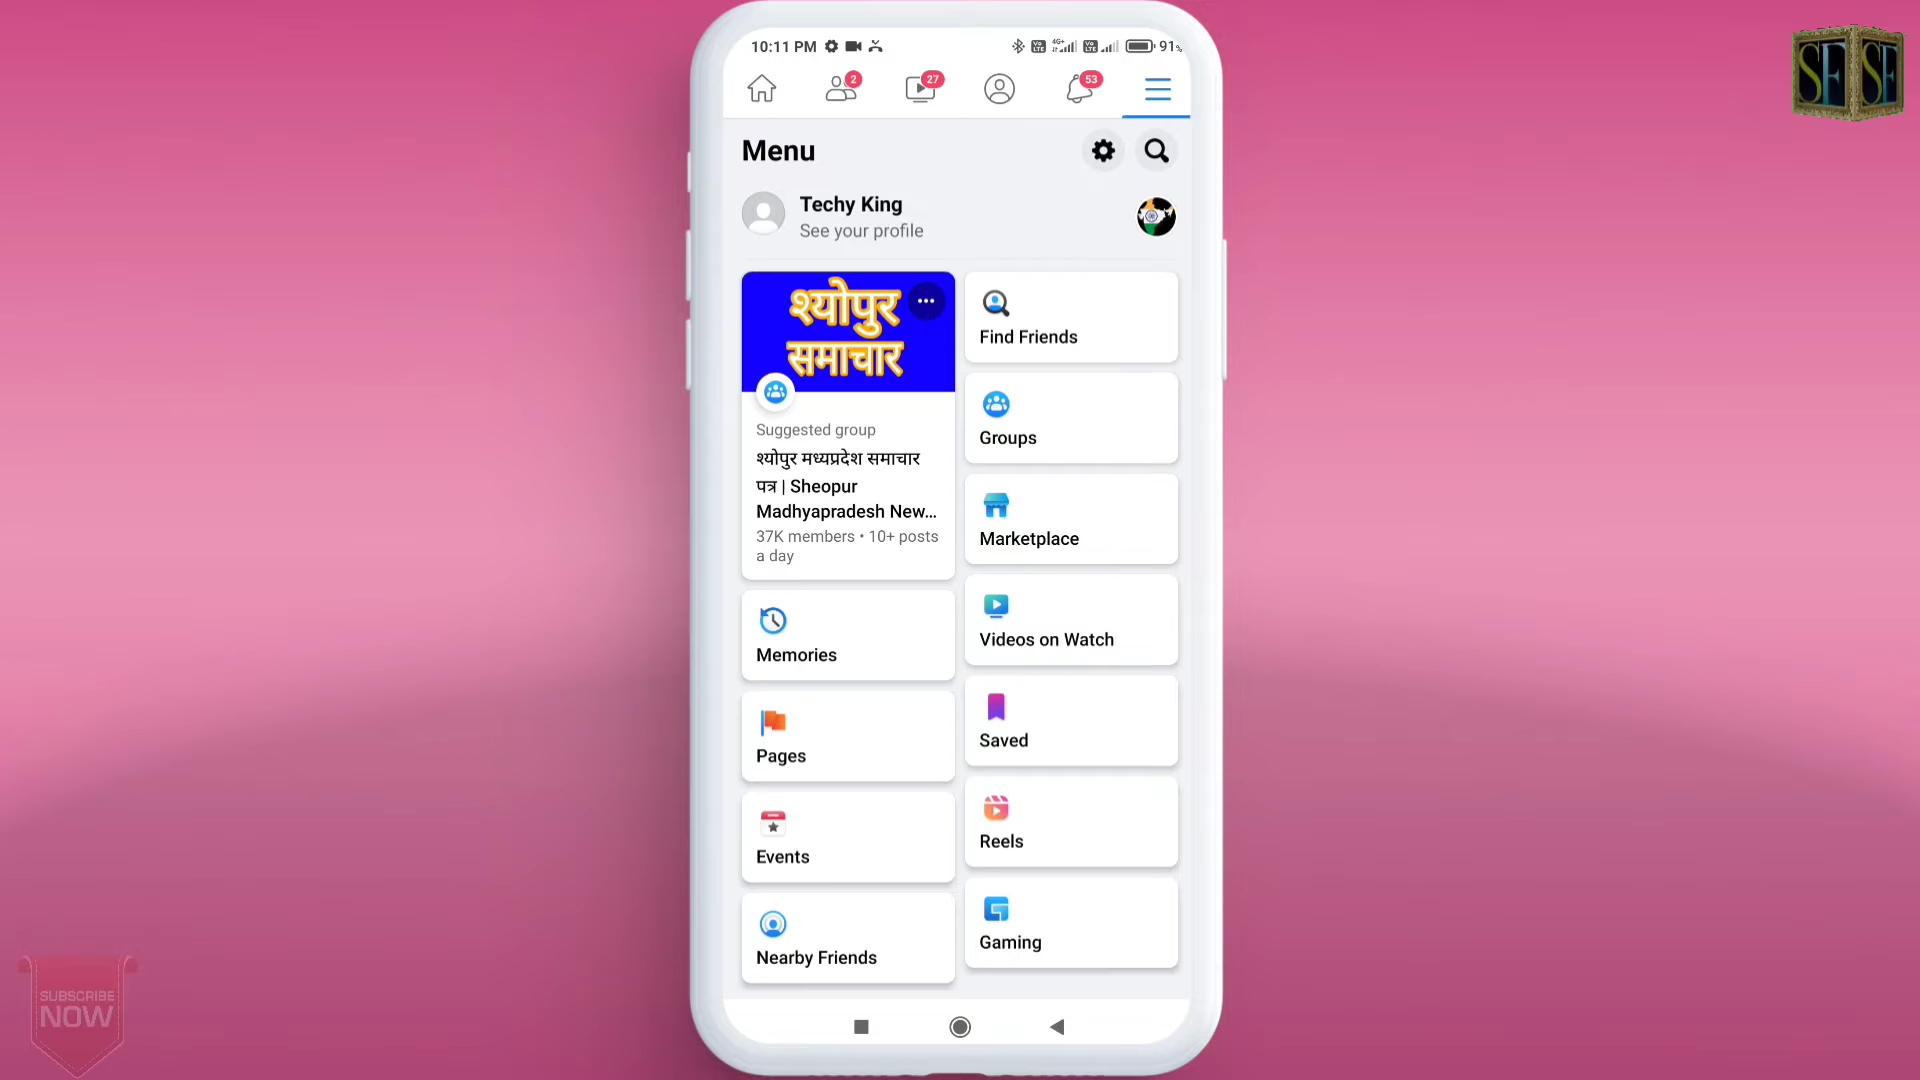 10:11 PM
4G+
91%
2
27
53
Menu
Techy King
See your profile
श्योपुर
समाचार
Suggested group
श्योपुर मध्यप्रदेश समाचार
पत्र | Sheopur
Madhyapradesh New...
37K members • 10+ posts
a day
Memories
Pages
Events
Nearby Friends
Find Friends
Groups
Marketplace
Videos on Watch
Saved
Reels
Gaming
SF SF
SUBSCRIBE
NOW